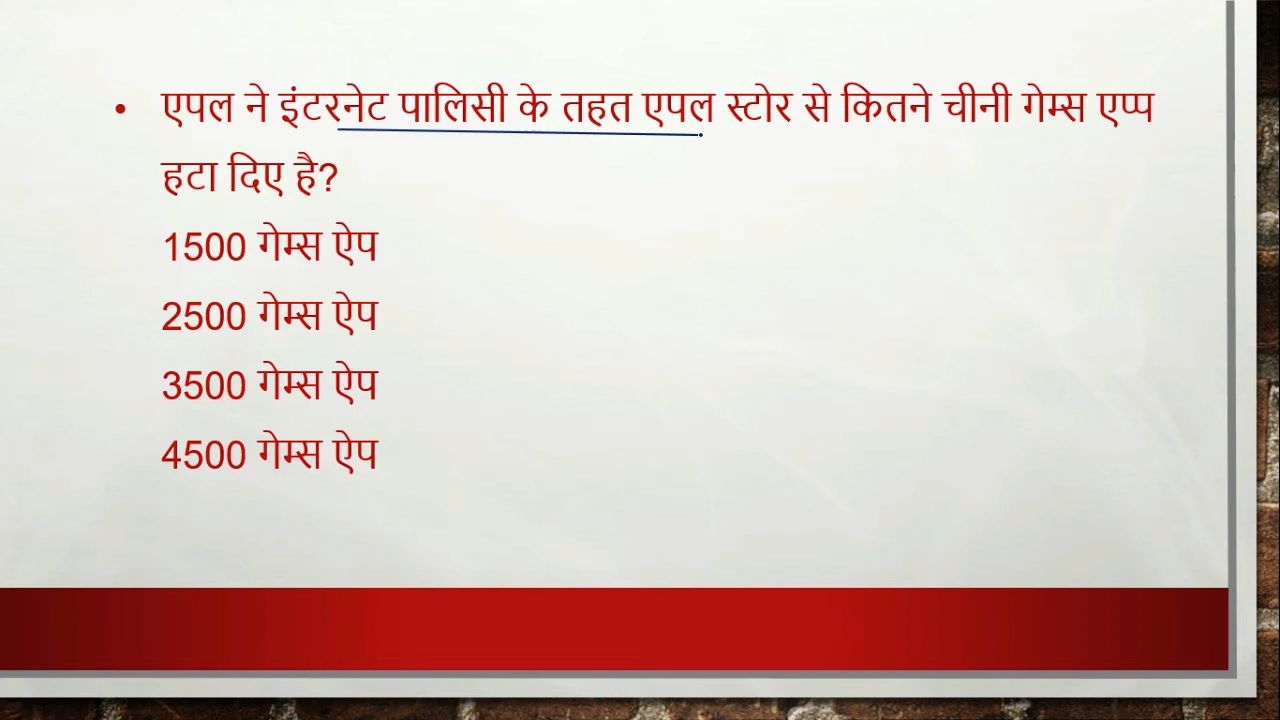 • एपल ने इंटरनेट पालिसी के तहत एपल स्टोर से कितने चीनी गेम्स एप्प
हटा दिए है?
1500 गेम्स ऐप
2500 गेम्स ऐप
3500 गेम्स ऐप
4500 गेम्स ऐप